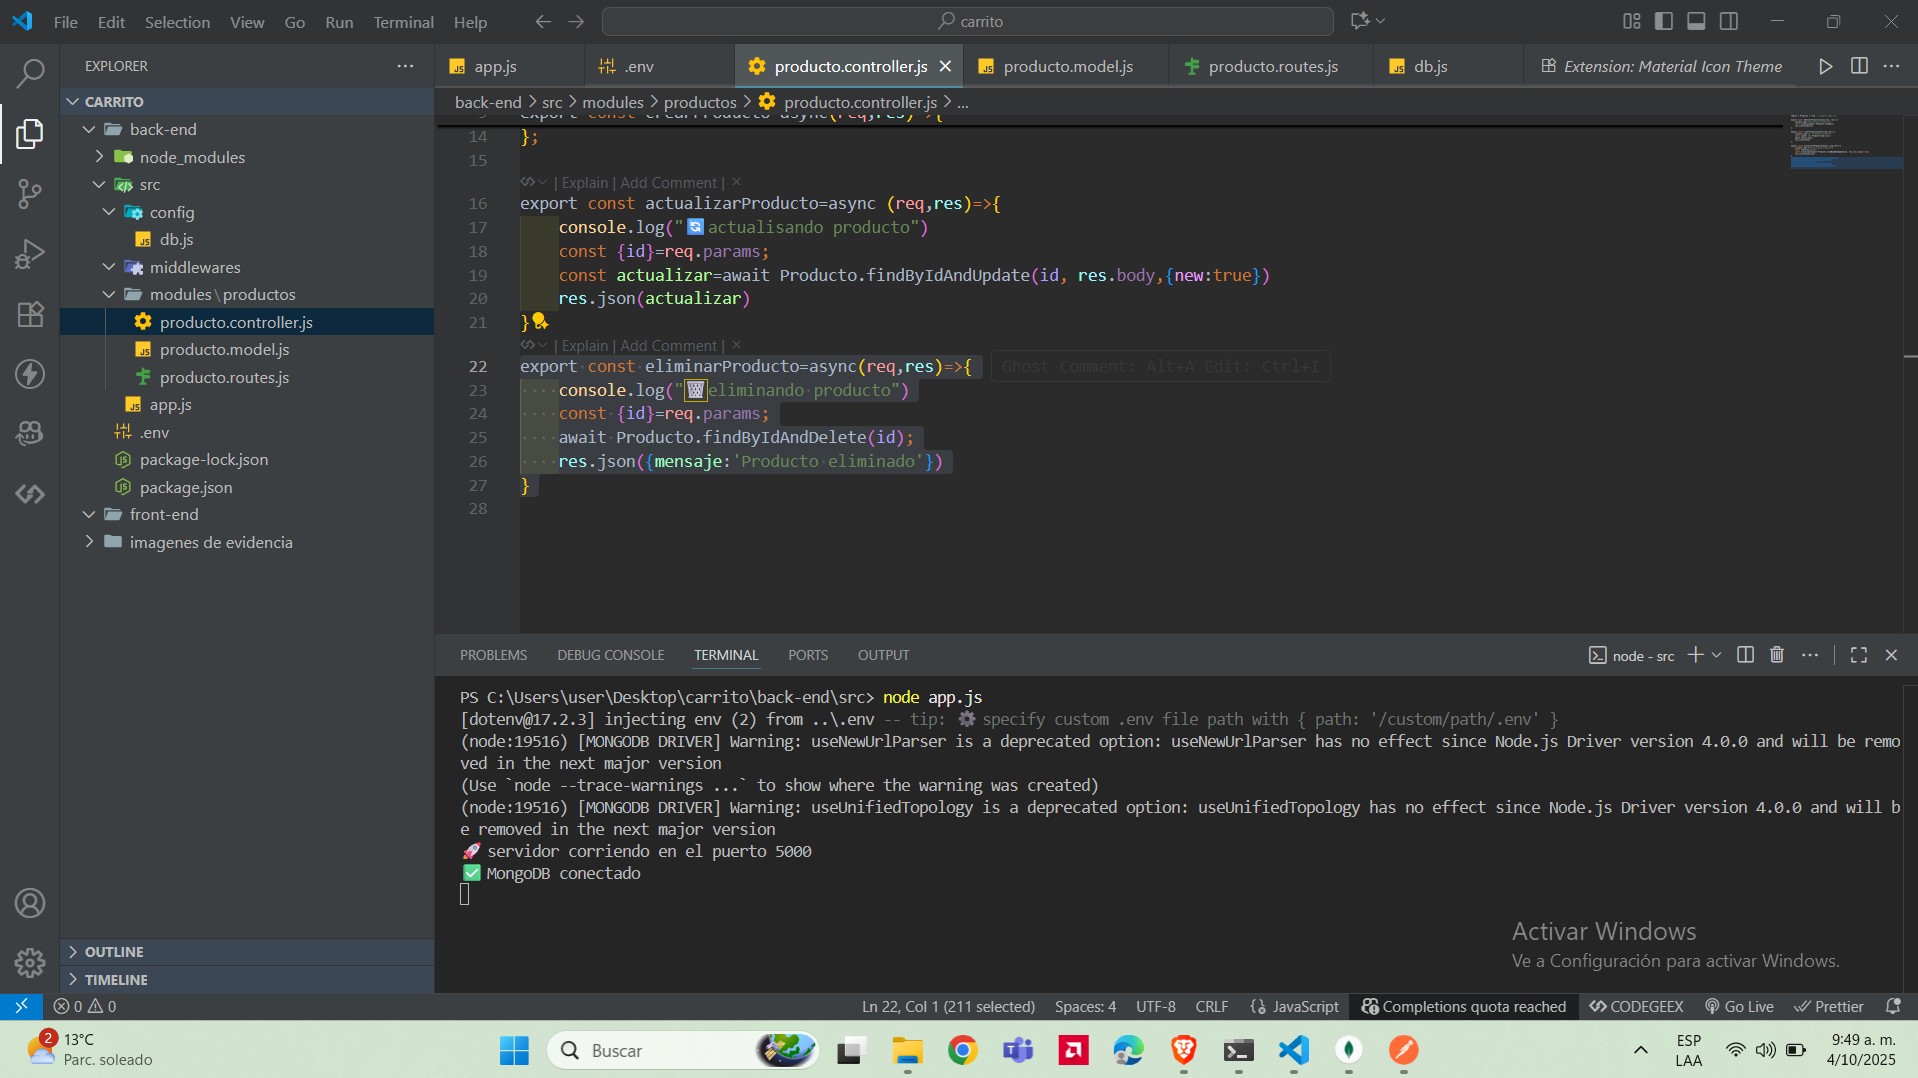 File Edit Selection View Go Run Terminal Help
carrito
EXPLORER
CARRITO
back-end
node_modules
src
config
db.js
middlewares
modules\productos
producto.controller.js
producto.model.js
producto.routes.js
app.js
.env
package-lock.json
package.json
front-end
imagenes de evidencia
OUTLINE
TIMELINE
app.js .env producto.controller.js producto.model.js producto.routes.js db.js Extension: Material Icon Theme
back-end > src > modules > productos > producto.controller.js > ...
14 };
15
| Explain | Add Comment | ×
16 export const actualizarProducto=async (req,res)=>{
17 console.log("🔄actualisando producto")
18 const {id}=req.params;
19 const actualizar=await Producto.findByIdAndUpdate(id, res.body,{new:true})
20 res.json(actualizar)
21 }
| Explain | Add Comment | ×
22 export const eliminarProducto=async(req,res)=>{ Ghost Comment: Alt+A Edit: Ctrl+I
23 console.log("🗑️eliminando producto")
24 const {id}=req.params;
25 await Producto.findByIdAndDelete(id);
26 res.json({mensaje:'Producto eliminado'})
27 }
28
PROBLEMS DEBUG CONSOLE TERMINAL PORTS OUTPUT
node - src
PS C:\Users\user\Desktop\carrito\back-end\src> node app.js
[dotenv@17.2.3] injecting env (2) from ..\.env -- tip: ⚙️ specify custom .env file path with { path: '/custom/path/.env' }
(node:19516) [MONGODB DRIVER] Warning: useNewUrlParser is a deprecated option: useNewUrlParser has no effect since Node.js Driver version 4.0.0 and will be remo
ved in the next major version
(Use `node --trace-warnings ...` to show where the warning was created)
(node:19516) [MONGODB DRIVER] Warning: useUnifiedTopology is a deprecated option: useUnifiedTopology has no effect since Node.js Driver version 4.0.0 and will b
e removed in the next major version
🚀 servidor corriendo en el puerto 5000
✅ MongoDB conectado
Activar Windows
Ve a Configuración para activar Windows.
0 0
Ln 22, Col 1 (211 selected) Spaces: 4 UTF-8 CRLF {} JavaScript Completions quota reached CODEGEEX Go Live Prettier
2
13°C
Parc. soleado
Buscar
ESP
LAA
9:49 a. m.
4/10/2025